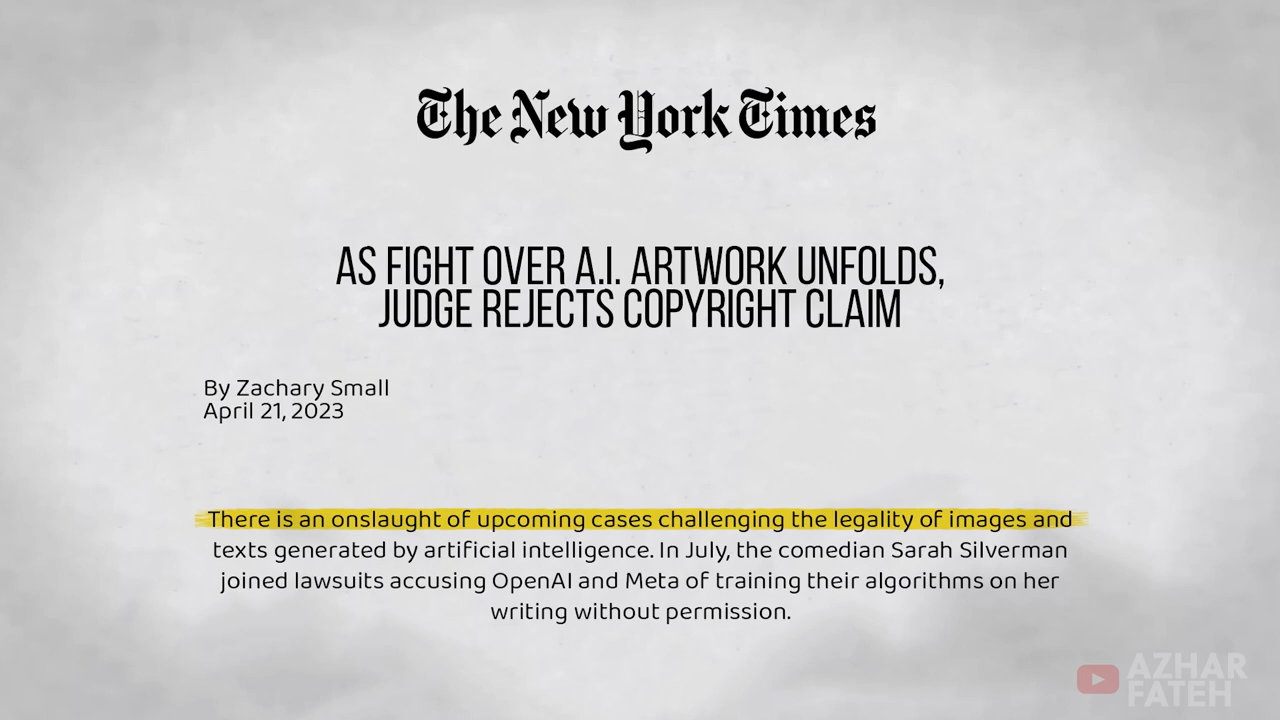 The New York Times
AS FIGHT OVER A.I. ARTWORK UNFOLDS,
JUDGE REJECTS COPYRIGHT CLAIM
By Zachary Small
April 21, 2023
There is an onslaught of upcoming cases challenging the legality of images and
texts generated by artificial intelligence. In July, the comedian Sarah Silverman
joined lawsuits accusing OpenAI and Meta of training their algorithms on her
writing without permission.
AZHAR
FATEH